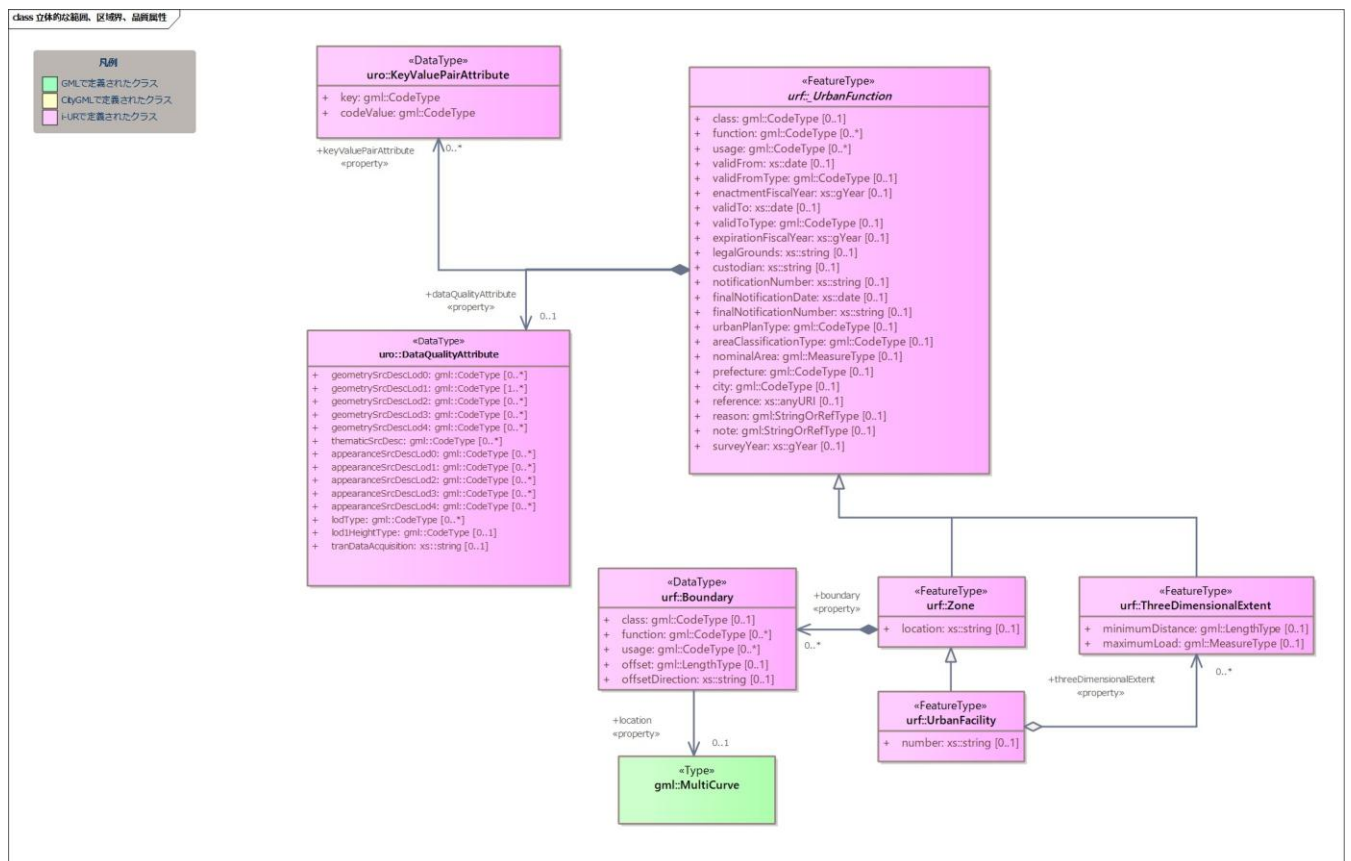 class 立体的な範囲、区域界、品質属性
凡例
GMLで定義されたクラス
CityGMLで定義されたクラス
i-URで定義されたクラス
«DataType»
uro::KeyValuePairAttribute
+ key: gml::CodeType
+ codeValue: gml::CodeType
+keyValuePairAttribute
«property»
0..*
«FeatureType»
urf::_UrbanFunction
+ class: gml::CodeType [0..1]
+ function: gml::CodeType [0..*]
+ usage: gml::CodeType [0..*]
+ validFrom: xs::date [0..1]
+ validFromType: gml::CodeType [0..1]
+ enactmentFiscalYear: xs::gYear [0..1]
+ validTo: xs::date [0..1]
+ validToType: gml::CodeType [0..1]
+ expirationFiscalYear: xs::gYear [0..1]
+ legalGrounds: xs::string [0..1]
+ custodian: xs::string [0..1]
+ notificationNumber: xs::string [0..1]
+ finalNotificationDate: xs::date [0..1]
+ finalNotificationNumber: xs::string [0..1]
+ urbanPlanType: gml::CodeType [0..1]
+ areaClassificationType: gml::CodeType [0..1]
+ nominalArea: gml::MeasureType [0..1]
+ prefecture: gml::CodeType [0..1]
+ city: gml::CodeType [0..1]
+ reference: xs::anyURI [0..1]
+ reason: gml:StringOrRefType [0..1]
+ note: gml:StringOrRefType [0..1]
+ surveyYear: xs::gYear [0..1]
+dataQualityAttribute
«property»
0..1
«DataType»
uro::DataQualityAttribute
+ geometrySrcDescLod0: gml::CodeType [0..*]
+ geometrySrcDescLod1: gml::CodeType [1..*]
+ geometrySrcDescLod2: gml::CodeType [0..*]
+ geometrySrcDescLod3: gml::CodeType [0..*]
+ geometrySrcDescLod4: gml::CodeType [0..*]
+ thematicSrcDesc: gml::CodeType [0..*]
+ appearanceSrcDescLod0: gml::CodeType [0..*]
+ appearanceSrcDescLod1: gml::CodeType [0..*]
+ appearanceSrcDescLod2: gml::CodeType [0..*]
+ appearanceSrcDescLod3: gml::CodeType [0..*]
+ appearanceSrcDescLod4: gml::CodeType [0..*]
+ lodType: gml::CodeType [0..*]
+ lod1HeightType: gml::CodeType [0..1]
+ tranDataAcquisition: xs::string [0..1]
«DataType»
urf::Boundary
+ class: gml::CodeType [0..1]
+ function: gml::CodeType [0..*]
+ usage: gml::CodeType [0..*]
+ offset: gml::LengthType [0..1]
+ offsetDirection: xs::string [0..1]
+boundary
«property»
0..*
«FeatureType»
urf::Zone
+ location: xs::string [0..1]
«FeatureType»
urf::ThreeDimensionalExtent
+ minimumDistance: gml::LengthType [0..1]
+ maximumLoad: gml::MeasureType [0..1]
+threeDimensionalExtent
«property»
0..*
«FeatureType»
urf::UrbanFacility
+ number: xs::string [0..1]
+location
«property»
0..1
«Type»
gml::MultiCurve